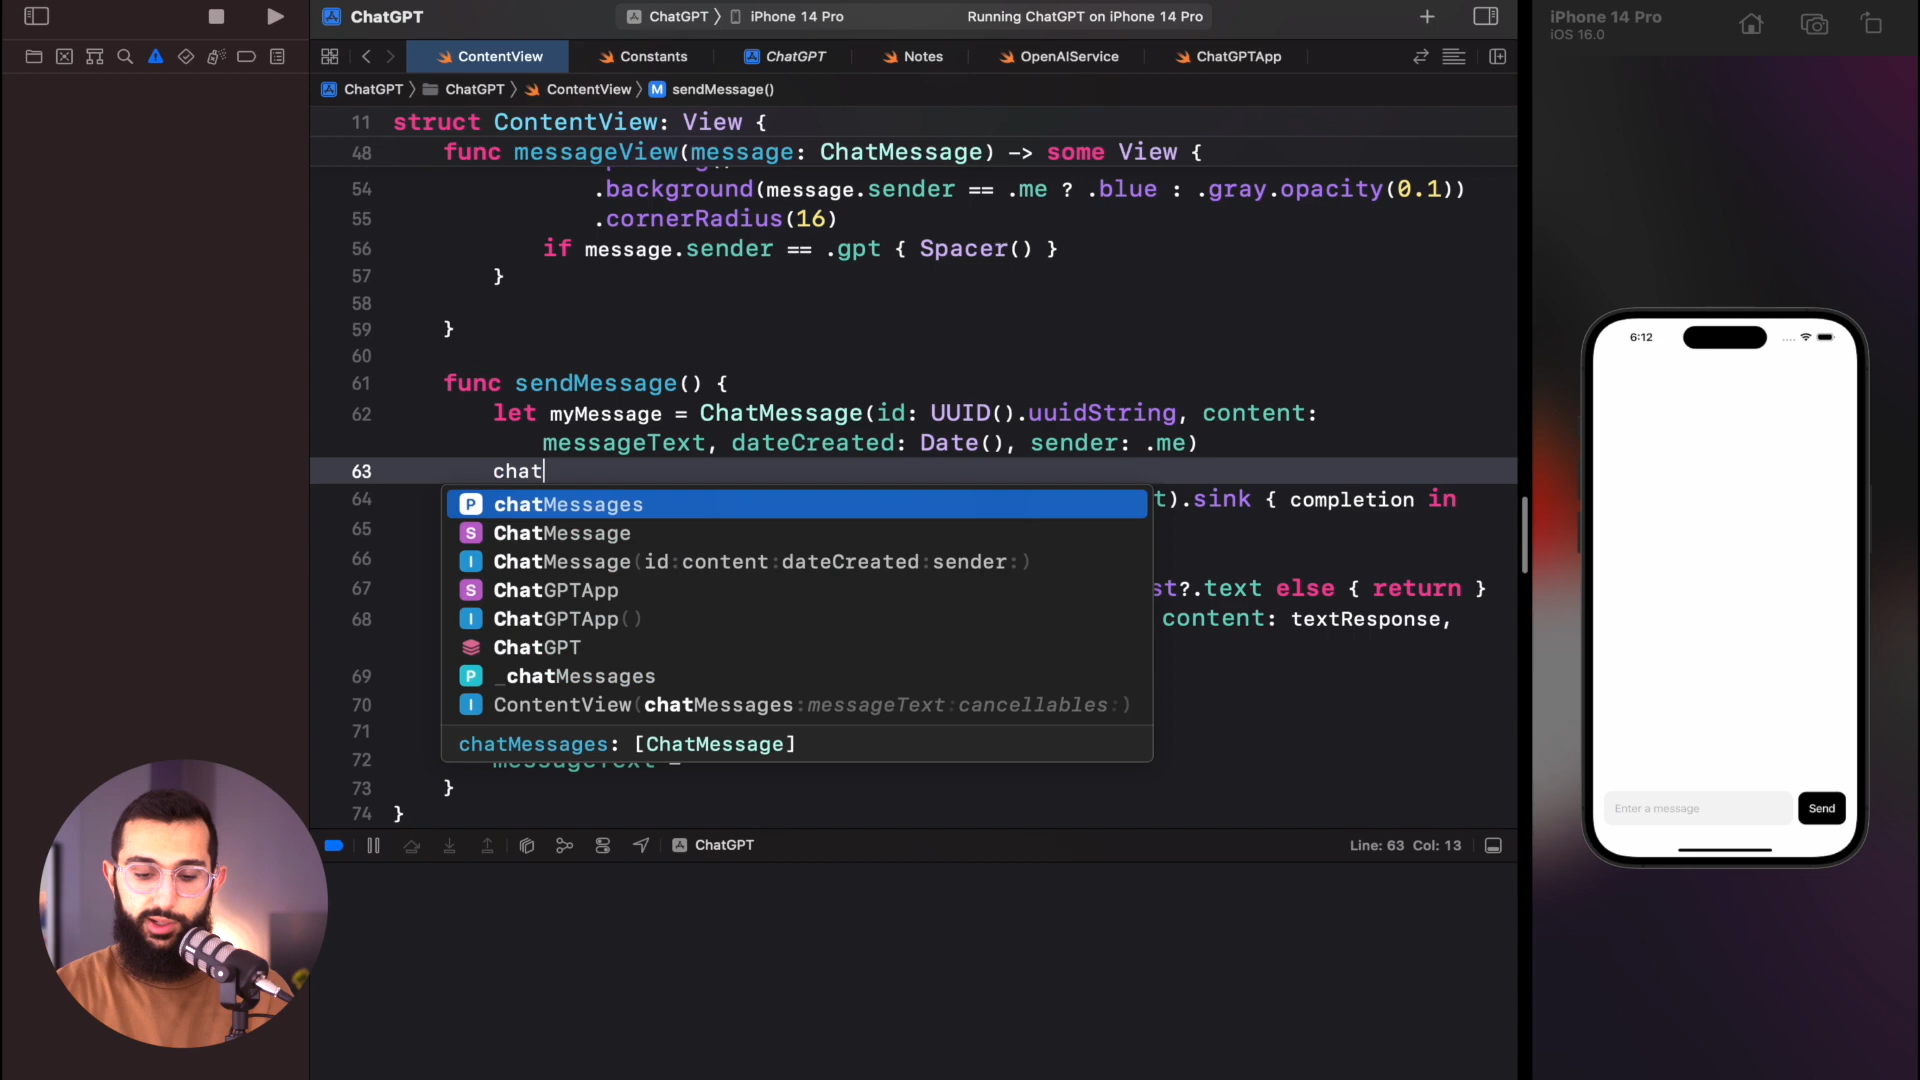 ChatGPT
ChatGPT
iPhone 14 Pro
Running ChatGPT on iPhone 14 Pro
ContentView
Constants
ChatGPT
Notes
OpenAIService
ChatGPTApp
ChatGPT
ChatGPT
ContentView
M
sendMessage()
11 struct ContentView: View {
48 func messageView(message: ChatMessage) -> some View {
54 .background(message.sender == .me ? .blue : .gray.opacity(0.1))
55 .cornerRadius(16)
56 if message.sender == .gpt { Spacer() }
57 }
58
59 }
60
61 func sendMessage() {
62 let myMessage = ChatMessage(id: UUID().uuidString, content:
messageText, dateCreated: Date(), sender: .me)
63 chat
64 t).sink { completion in
65
66
67 st?.text else { return }
68 content: textResponse,
69
70
71
72 messageText =
73 }
74 }
P chatMessages
S ChatMessage
I ChatMessage(id:content:dateCreated:sender:)
S ChatGPTApp
I ChatGPTApp()
ChatGPT
P _chatMessages
I ContentView(chatMessages:messageText:cancellables:)
chatMessages: [ChatMessage]
ChatGPT
Line: 63 Col: 13
iPhone 14 Pro
iOS 16.0
6:12
Enter a message
Send